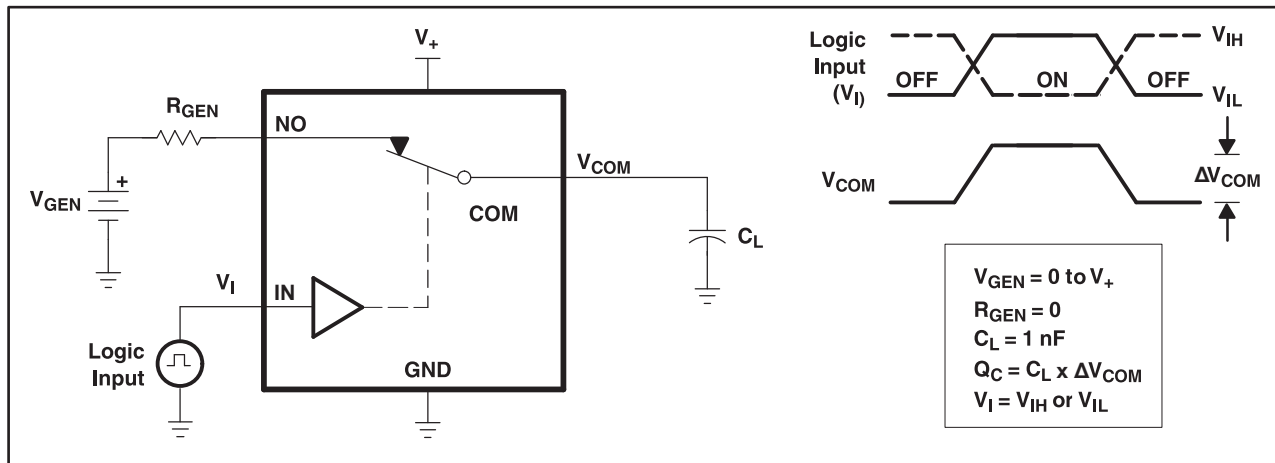 V+
RGEN
NO
VCOM
COM
VGEN
+
CL
VI
IN
GND
Logic
Input
Logic
Input
(VI)
OFF
ON
OFF
VIH
VIL
VCOM
ΔVCOM
VGEN = 0 to V+
RGEN = 0
CL = 1 nF
QC = CL x ΔVCOM
VI = VIH or VIL